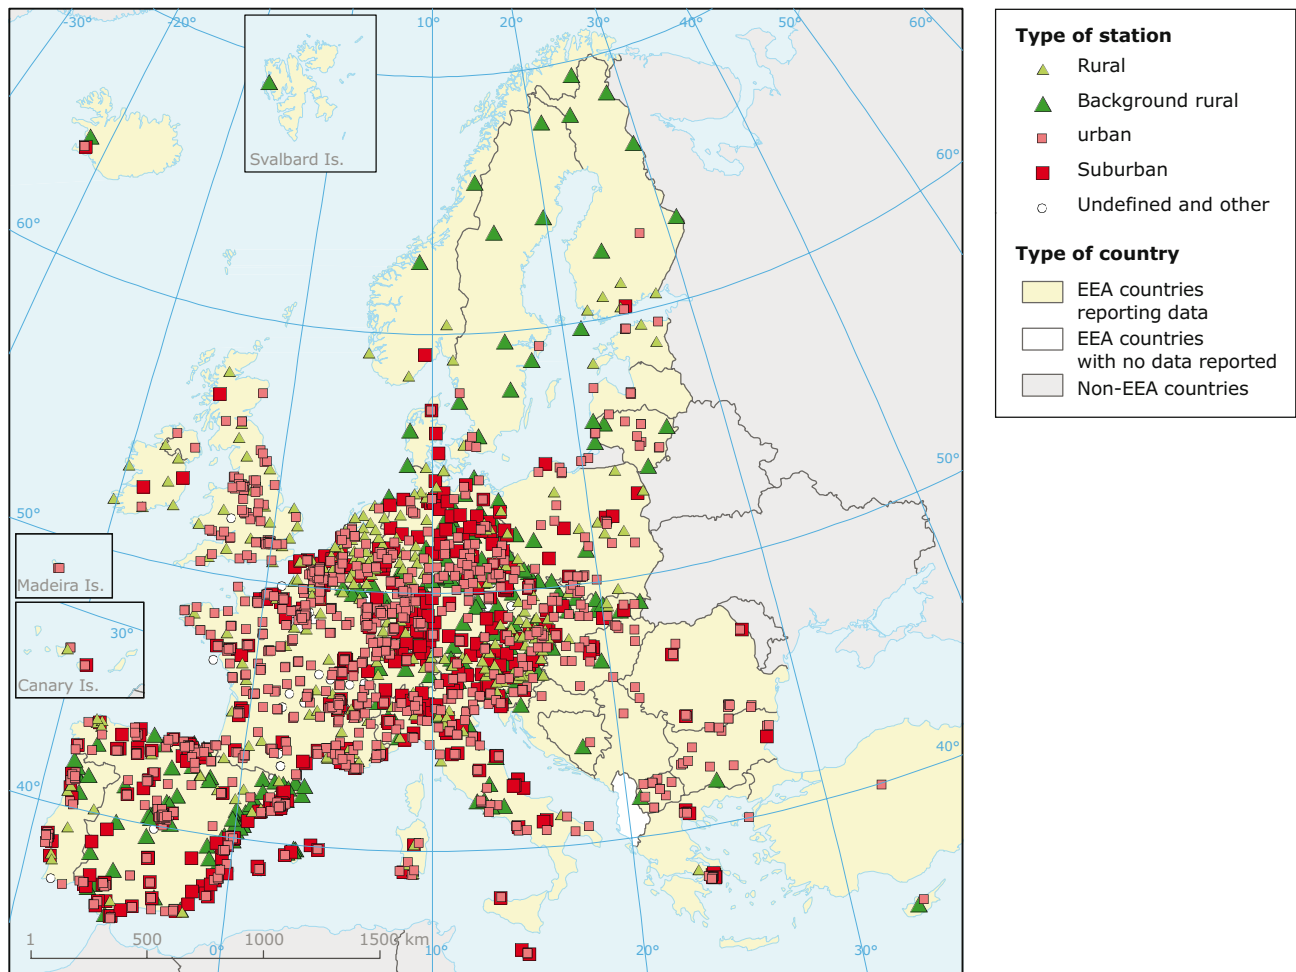 -30°
-20°
10°
20°
30°
40°
50°
60°
Svalbard Is.
60°
60°
50°
50°
Madeira Is.
30°
Canary Is.
40°
40°
1
500
1000
1500 km
0°
10°
20°
30°
Type of station
Rural
Background rural
urban
Suburban
Undefined and other
Type of country
EEA countries
reporting data
EEA countries
with no data reported
Non-EEA countries